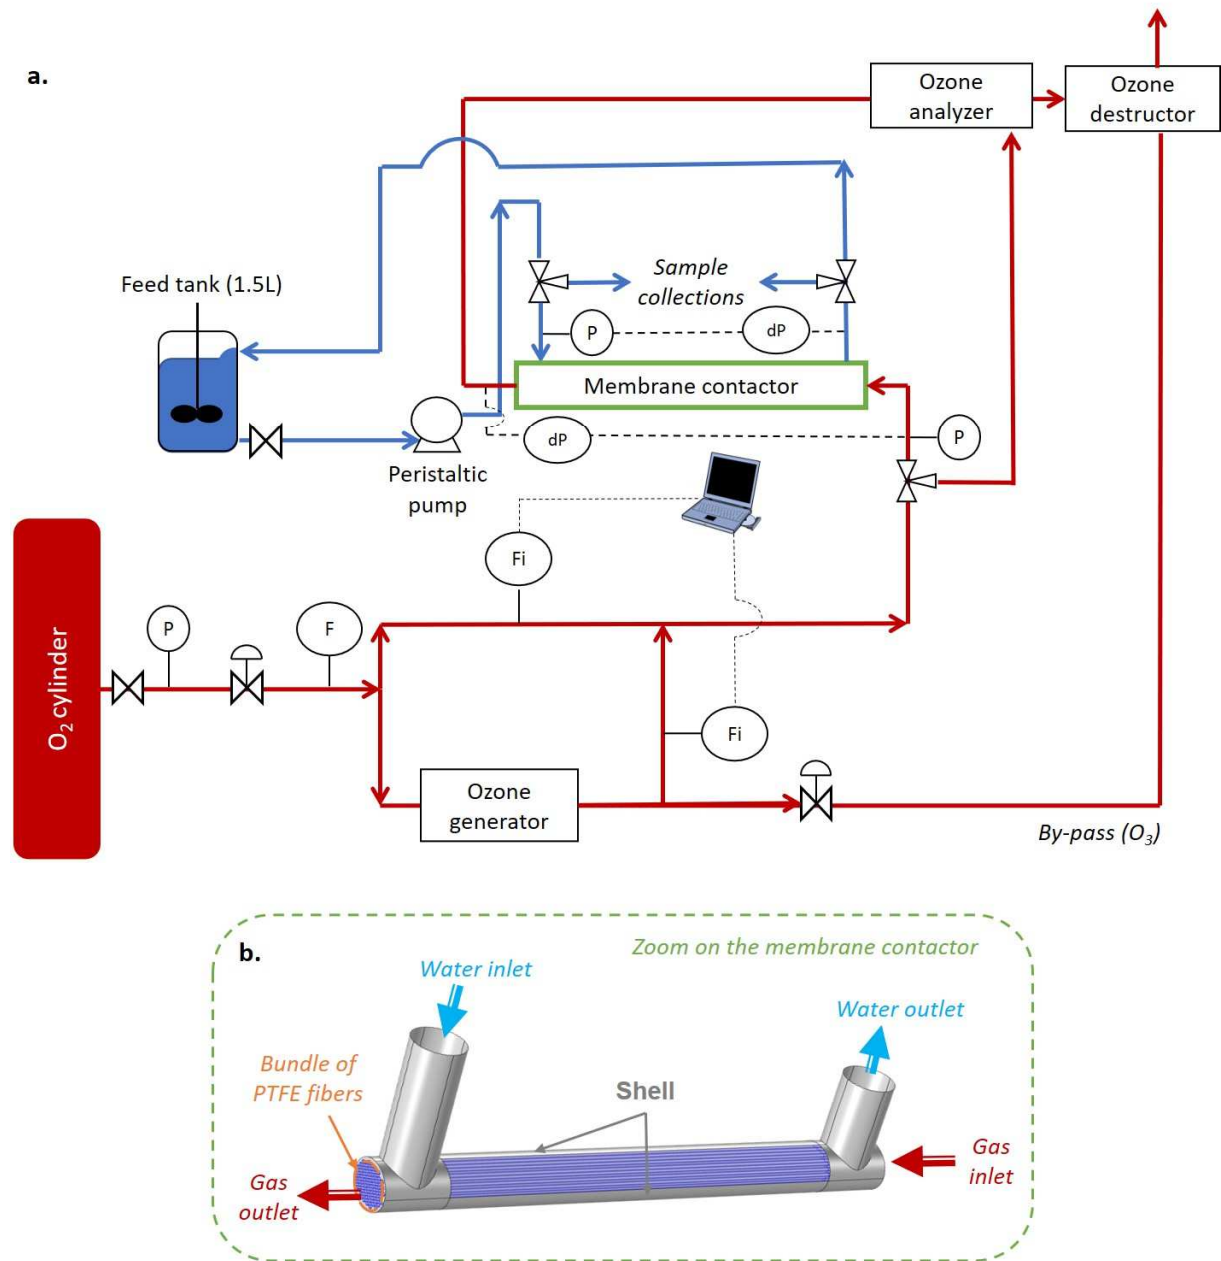 a.
Ozone
analyzer
Ozone
destructor
Feed tank (1.5L)
Sample
collections
P
dP
Membrane contactor
dP
P
Peristaltic
pump
Fi
O₂ cylinder
P
F
Fi
Ozone
generator
By-pass (O₃)
b.
Zoom on the membrane contactor
Water inlet
Water outlet
Bundle of
PTFE fibers
Shell
Gas
inlet
Gas
outlet